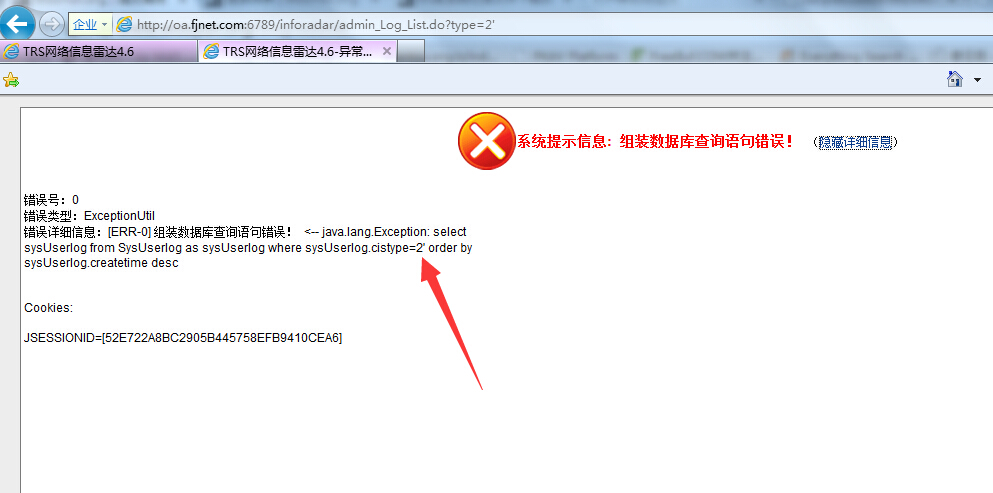 企业
http://oa.fjnet.com:6789/inforadar/admin_Log_List.do?type=2'
TRS网络信息雷达4.6
TRS网络信息雷达4.6-异常...
系统提示信息: 组装数据库查询语句错误! (隐藏详细信息)
错误号: 0
错误类型: ExceptionUtil
错误详细信息: [ERR-0] 组装数据库查询语句错误! <-- java.lang.Exception: select
sysUserlog from SysUserlog as sysUserlog where sysUserlog.cistype=2' order by
sysUserlog.createtime desc
Cookies:
JSESSIONID=[52E722A8BC2905B445758EFB9410CEA6]